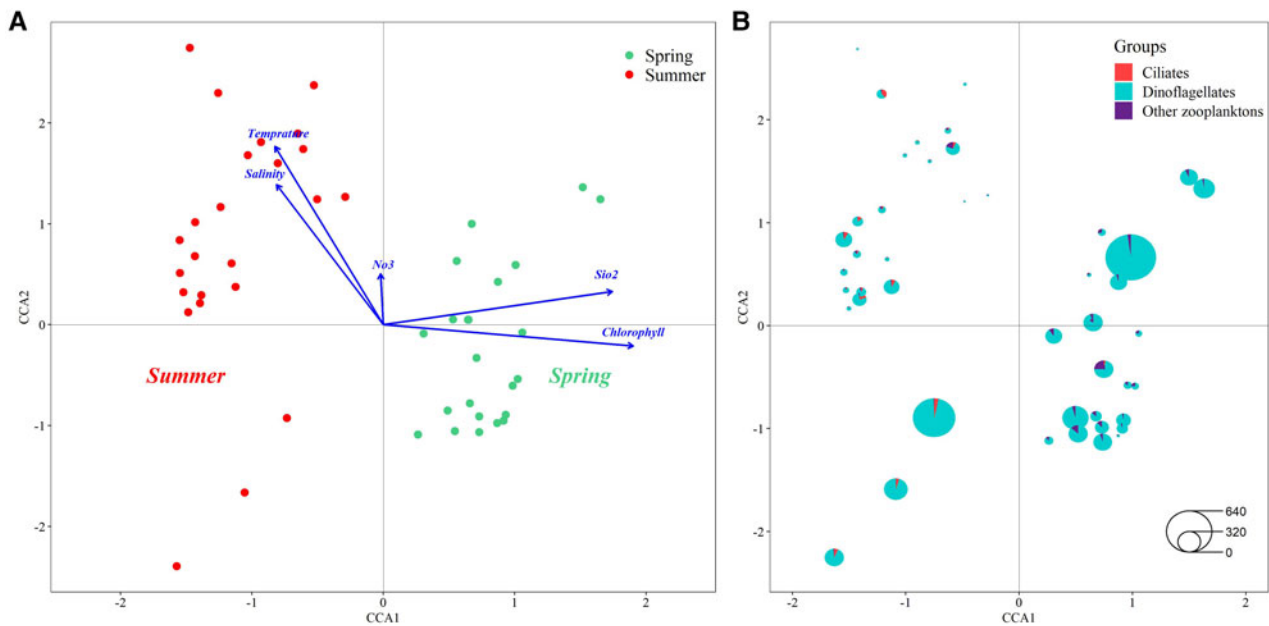 A
Spring
Summer
Temprature
Salinity
No3
Sio2
Chlorophyll
Summer
Spring
CCA2
2
1
0
-1
-2
-2
-1
0
1
2
CCA1
B
Groups
Ciliates
Dinoflagellates
Other zooplanktons
640
320
0
CCA2
2
1
0
-1
-2
-2
-1
0
1
2
CCA1